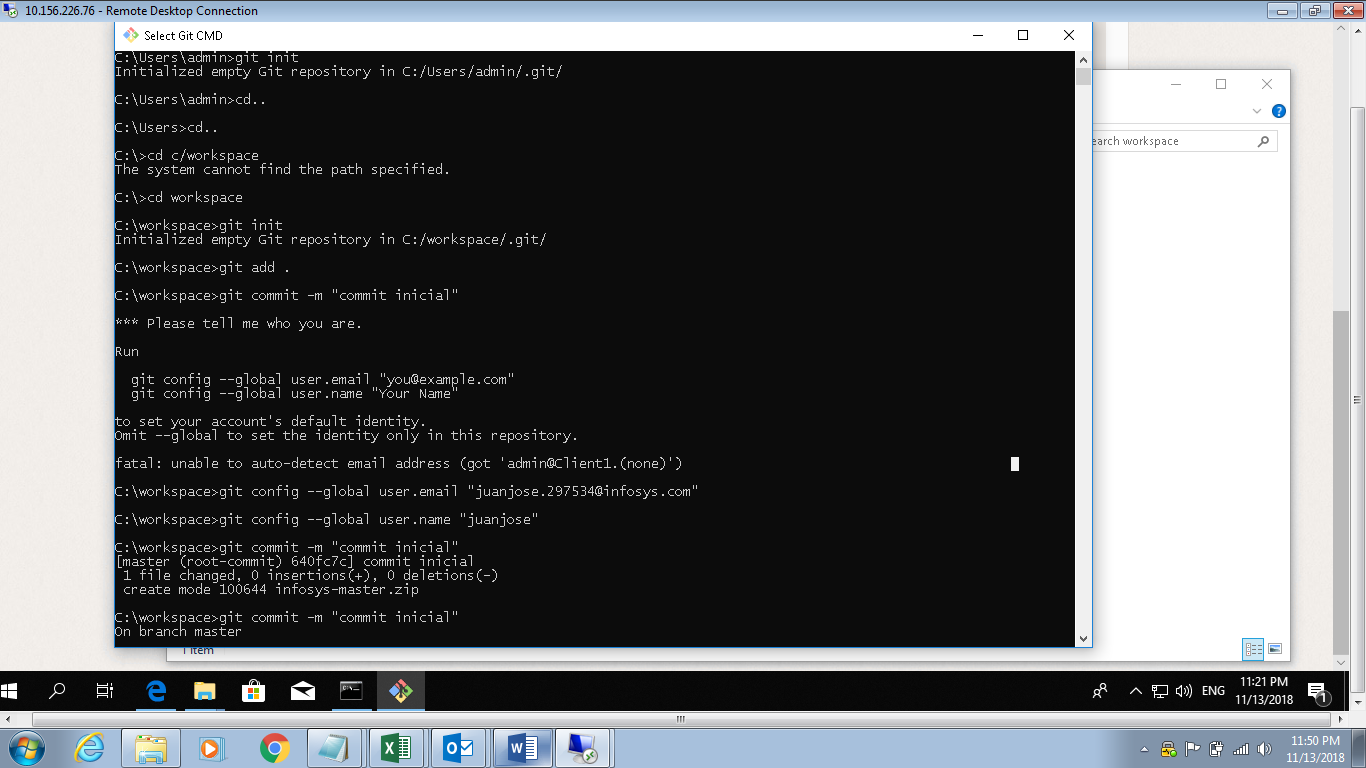 10.156.226.76 - Remote Desktop Connection
Select Git CMD
C:\Users\admin>git init
Initialized empty Git repository in C:/Users/admin/.git/
C:\Users\admin>cd..
C:\Users>cd..
C:\>cd c/workspace
The system cannot find the path specified.
C:\>cd workspace
C:\workspace>git init
Initialized empty Git repository in C:/workspace/.git/
C:\workspace>git add .
C:\workspace>git commit -m "commit inicial"
*** Please tell me who you are.
Run
git config --global user.email "you@example.com"
git config --global user.name "Your Name"
to set your account's default identity.
Omit --global to set the identity only in this repository.
fatal: unable to auto-detect email address (got 'admin@Client1.(none)')
C:\workspace>git config --global user.email "juanjose.297534@infosys.com"
C:\workspace>git config --global user.name "juanjose"
C:\workspace>git commit -m "commit inicial"
[master (root-commit) 640fc7c] commit inicial
1 file changed, 0 insertions(+), 0 deletions(-)
create mode 100644 infosys-master.zip
C:\workspace>git commit -m "commit inicial"
On branch master
earch workspace
1 item
ENG
11:21 PM
11/13/2018
1
11:50 PM
11/13/2018